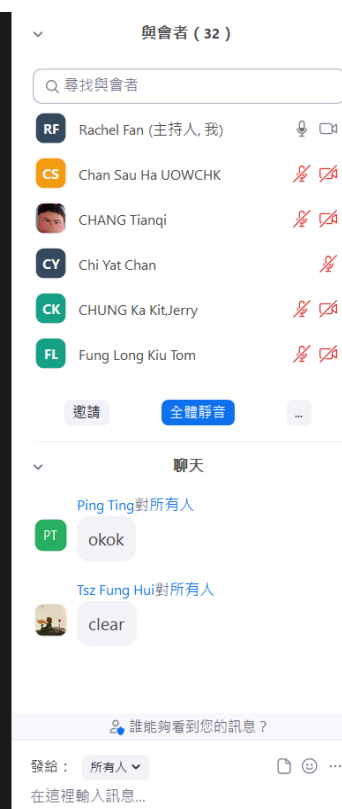 與會者 ( 32 )
尋找與會者
RF Rachel Fan (主持人, 我)
CS Chan Sau Ha UOWCHK
CHANG Tianqi
CY Chi Yat Chan
CK CHUNG Ka Kit,Jerry
FL Fung Long Kiu Tom
邀請 全體靜音 ...
聊天
Ping Ting對所有人
PT okok
Tsz Fung Hui對所有人
clear
誰能夠看到您的訊息？
發給： 所有人
在這裡輸入訊息...